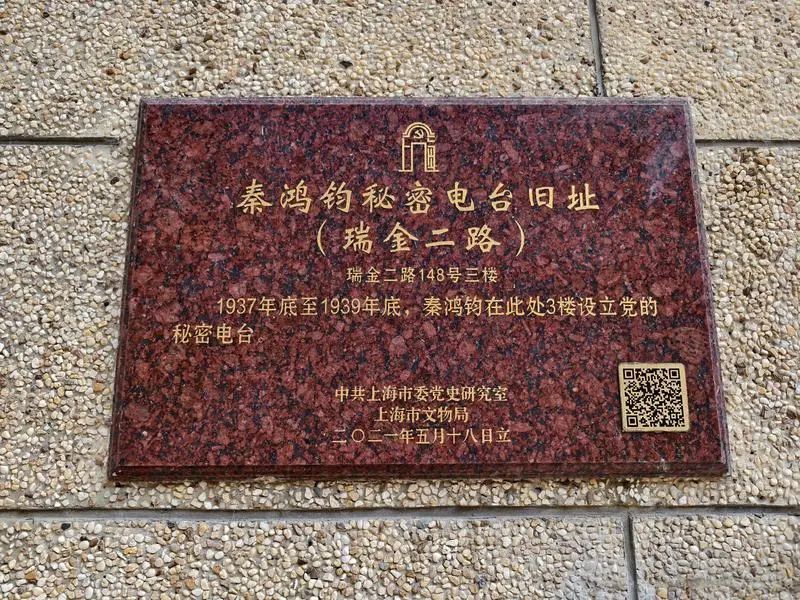 秦鸿钧秘密电台旧址
（瑞金二路）
瑞金二路148号三楼
1937年底至1939年底，秦鸿钧在此处3楼设立党的
秘密电台。
中共上海市委党史研究室
上海市文物局
二〇二一年五月十八日立